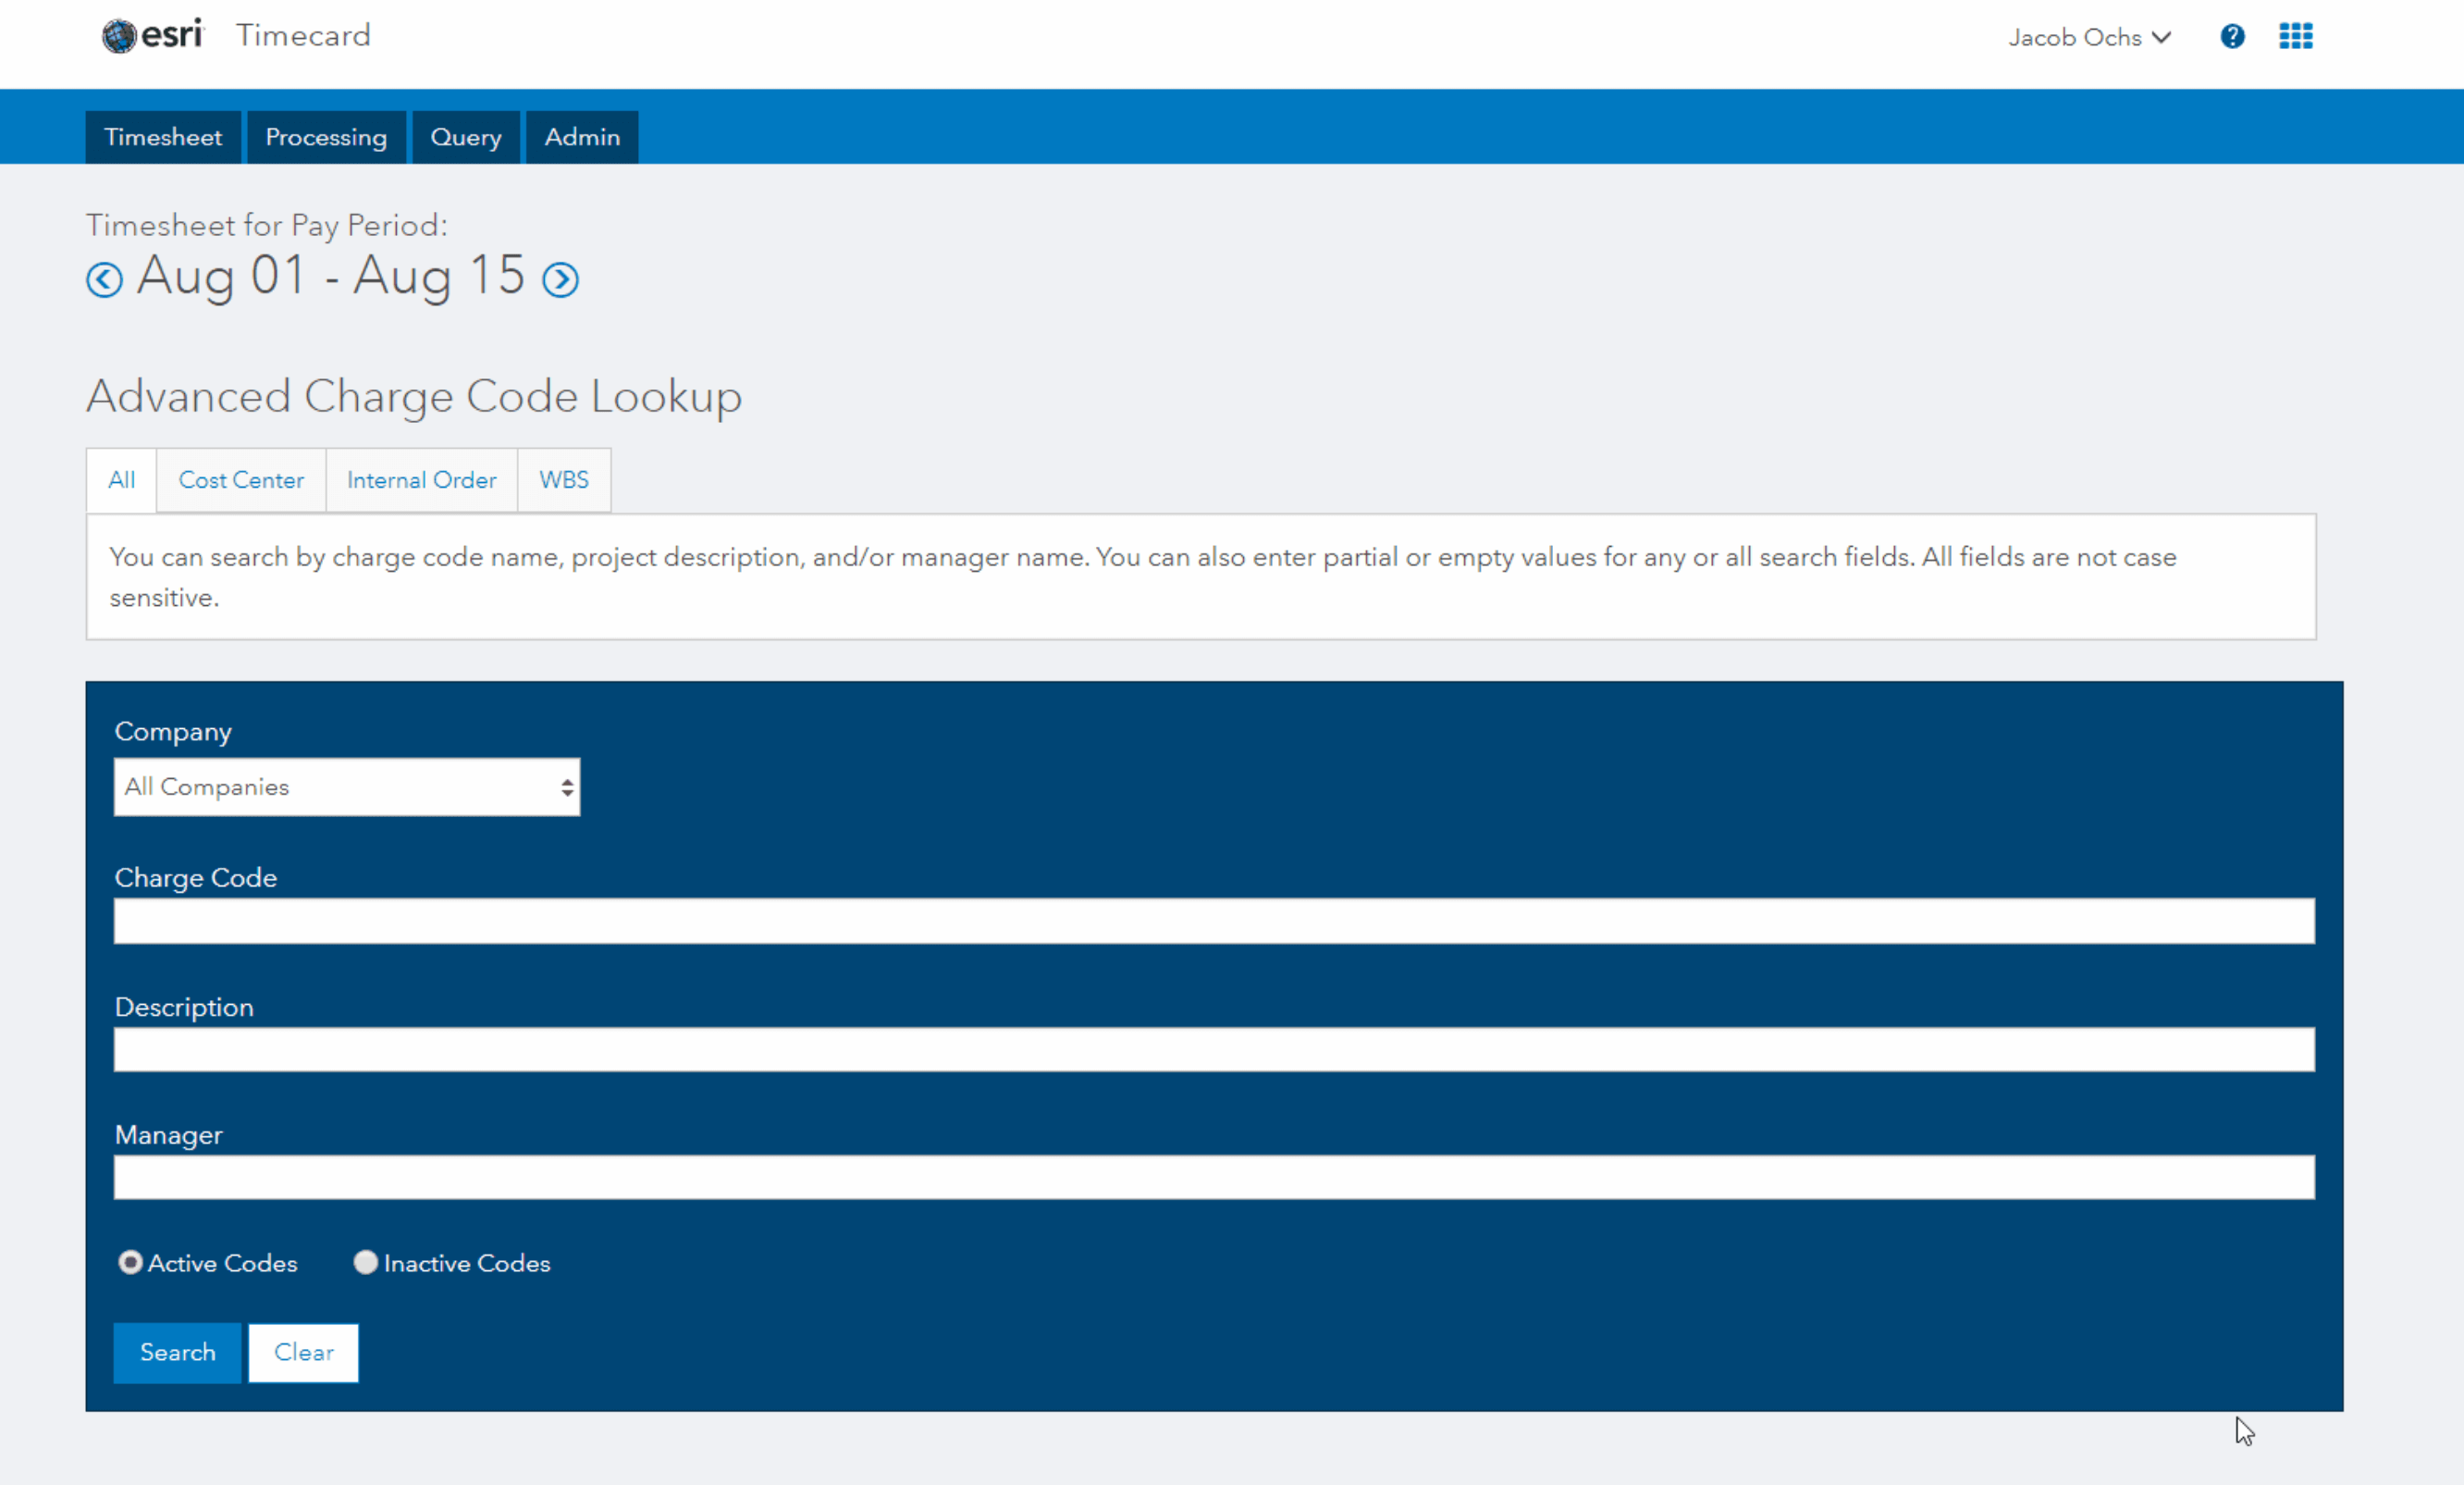 esri Timecard
Jacob Ochs
?
Timesheet Processing Query Admin
Timesheet for Pay Period:
Aug 01 - Aug 15
Advanced Charge Code Lookup
All Cost Center Internal Order WBS
You can search by charge code name, project description, and/or manager name. You can also enter partial or empty values for any or all search fields. All fields are not case
sensitive.
Company
All Companies
Charge Code
Description
Manager
Active Codes Inactive Codes
Search Clear